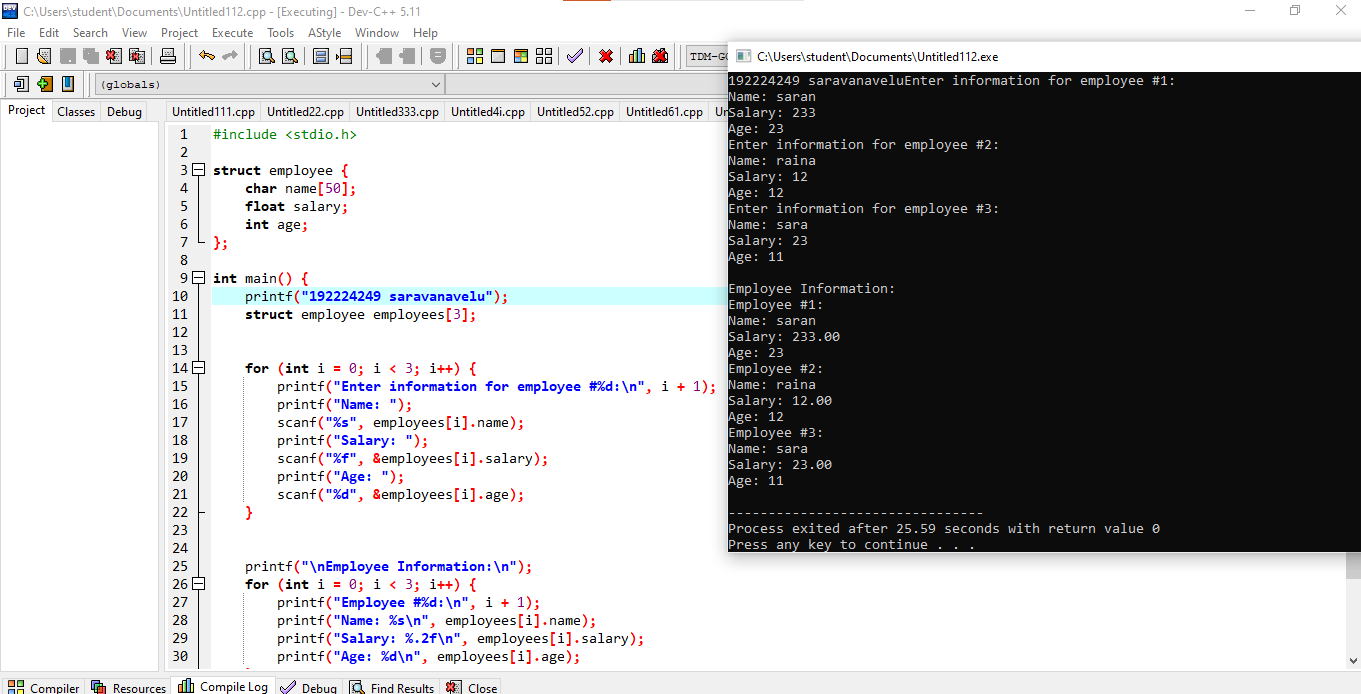 C:\Users\student\Documents\Untitled112.cpp - [Executing] - Dev-C++ 5.11
File Edit Search View Project Execute Tools AStyle Window Help
(globals)
Project Classes Debug
Untitled111.cpp Untitled22.cpp Untitled333.cpp Untitled4i.cpp Untitled52.cpp Untitled61.cpp
1 #include <stdio.h>
2
3 struct employee {
4 char name[50];
5 float salary;
6 int age;
7 };
8
9 int main() {
10 printf("192224249 saravanavelu");
11 struct employee employees[3];
12
13
14 for (int i = 0; i < 3; i++) {
15 printf("Enter information for employee #%d:\n", i + 1);
16 printf("Name: ");
17 scanf("%s", employees[i].name);
18 printf("Salary: ");
19 scanf("%f", &employees[i].salary);
20 printf("Age: ");
21 scanf("%d", &employees[i].age);
22 }
23
24
25 printf("\nEmployee Information:\n");
26 for (int i = 0; i < 3; i++) {
27 printf("Employee #%d:\n", i + 1);
28 printf("Name: %s\n", employees[i].name);
29 printf("Salary: %.2f\n", employees[i].salary);
30 printf("Age: %d\n", employees[i].age);
Compiler Resources Compile Log Debug Find Results Close
C:\Users\student\Documents\Untitled112.exe
192224249 saravanaveluEnter information for employee #1:
Name: saran
Salary: 233
Age: 23
Enter information for employee #2:
Name: raina
Salary: 12
Age: 12
Enter information for employee #3:
Name: sara
Salary: 23
Age: 11
Employee Information:
Employee #1:
Name: saran
Salary: 233.00
Age: 23
Employee #2:
Name: raina
Salary: 12.00
Age: 12
Employee #3:
Name: sara
Salary: 23.00
Age: 11
--------------------------------
Process exited after 25.59 seconds with return value 0
Press any key to continue . . .